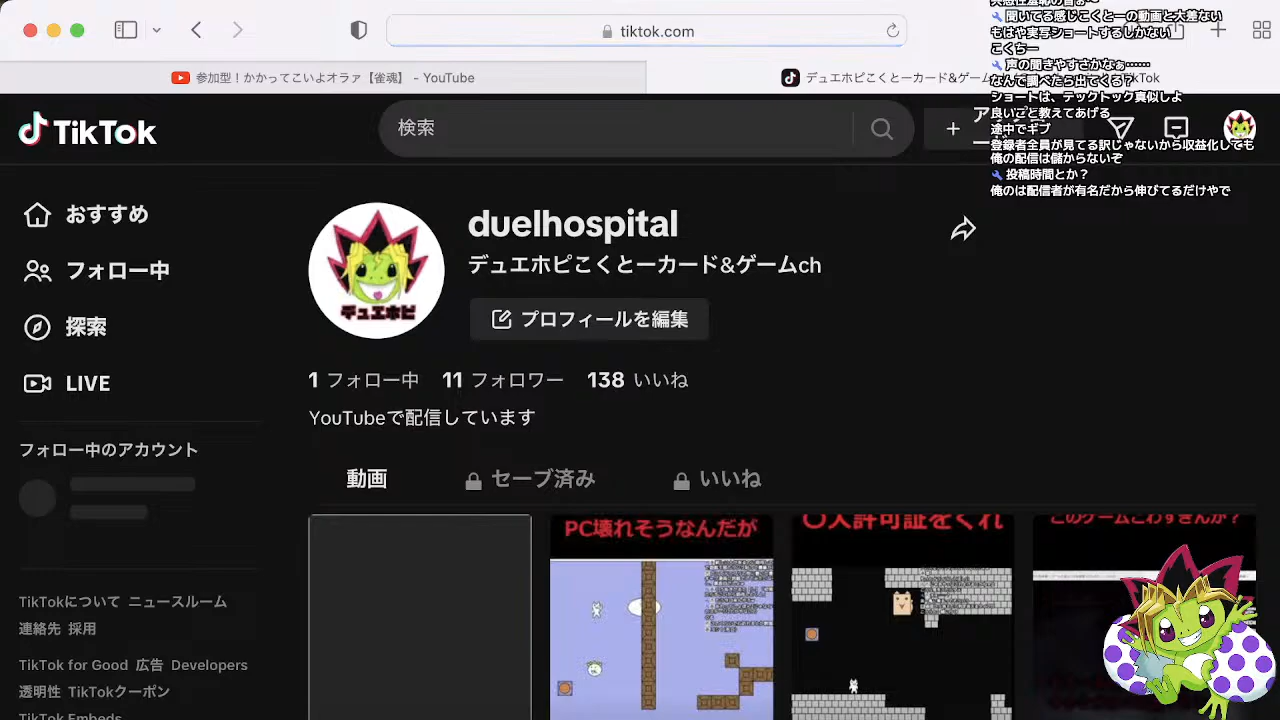 tiktok.com
参加型！かかってこいよオラァ【雀魂】 - YouTube
デュエホピこくとーカード&ゲーム
TikTok
聞いてる感じこくとーの動画と大差ない
もはや実写ショートするしかない
こくちー
声の聞きやすさかなぁ……
なんで調べたら出てくる？
ショートは、テックトック真似しよ
良いこと教えてあげる
途中でギブ
登録者全員が見てる訳じゃないから収益化しても
俺の配信は儲からないぞ
投稿時間とか？
俺のは配信者が有名だから伸びてるだけやで
TikTok
検索
おすすめ
フォロー中
探索
LIVE
フォロー中のアカウント
TikTokについて ニュースルーム
連絡先 採用
TikTok for Good 広告 Developers
透明性 TikTokクーポン
TikTok Embeds
デュエホピ
duelhospital
デュエホピこくとーカード&ゲームch
プロフィールを編集
1 フォロー中 11 フォロワー 138 いいね
YouTubeで配信しています
動画 セーブ済み いいね
PC壊れそうなんだが
人許可証をくれ
このゲームこわすぎんか？